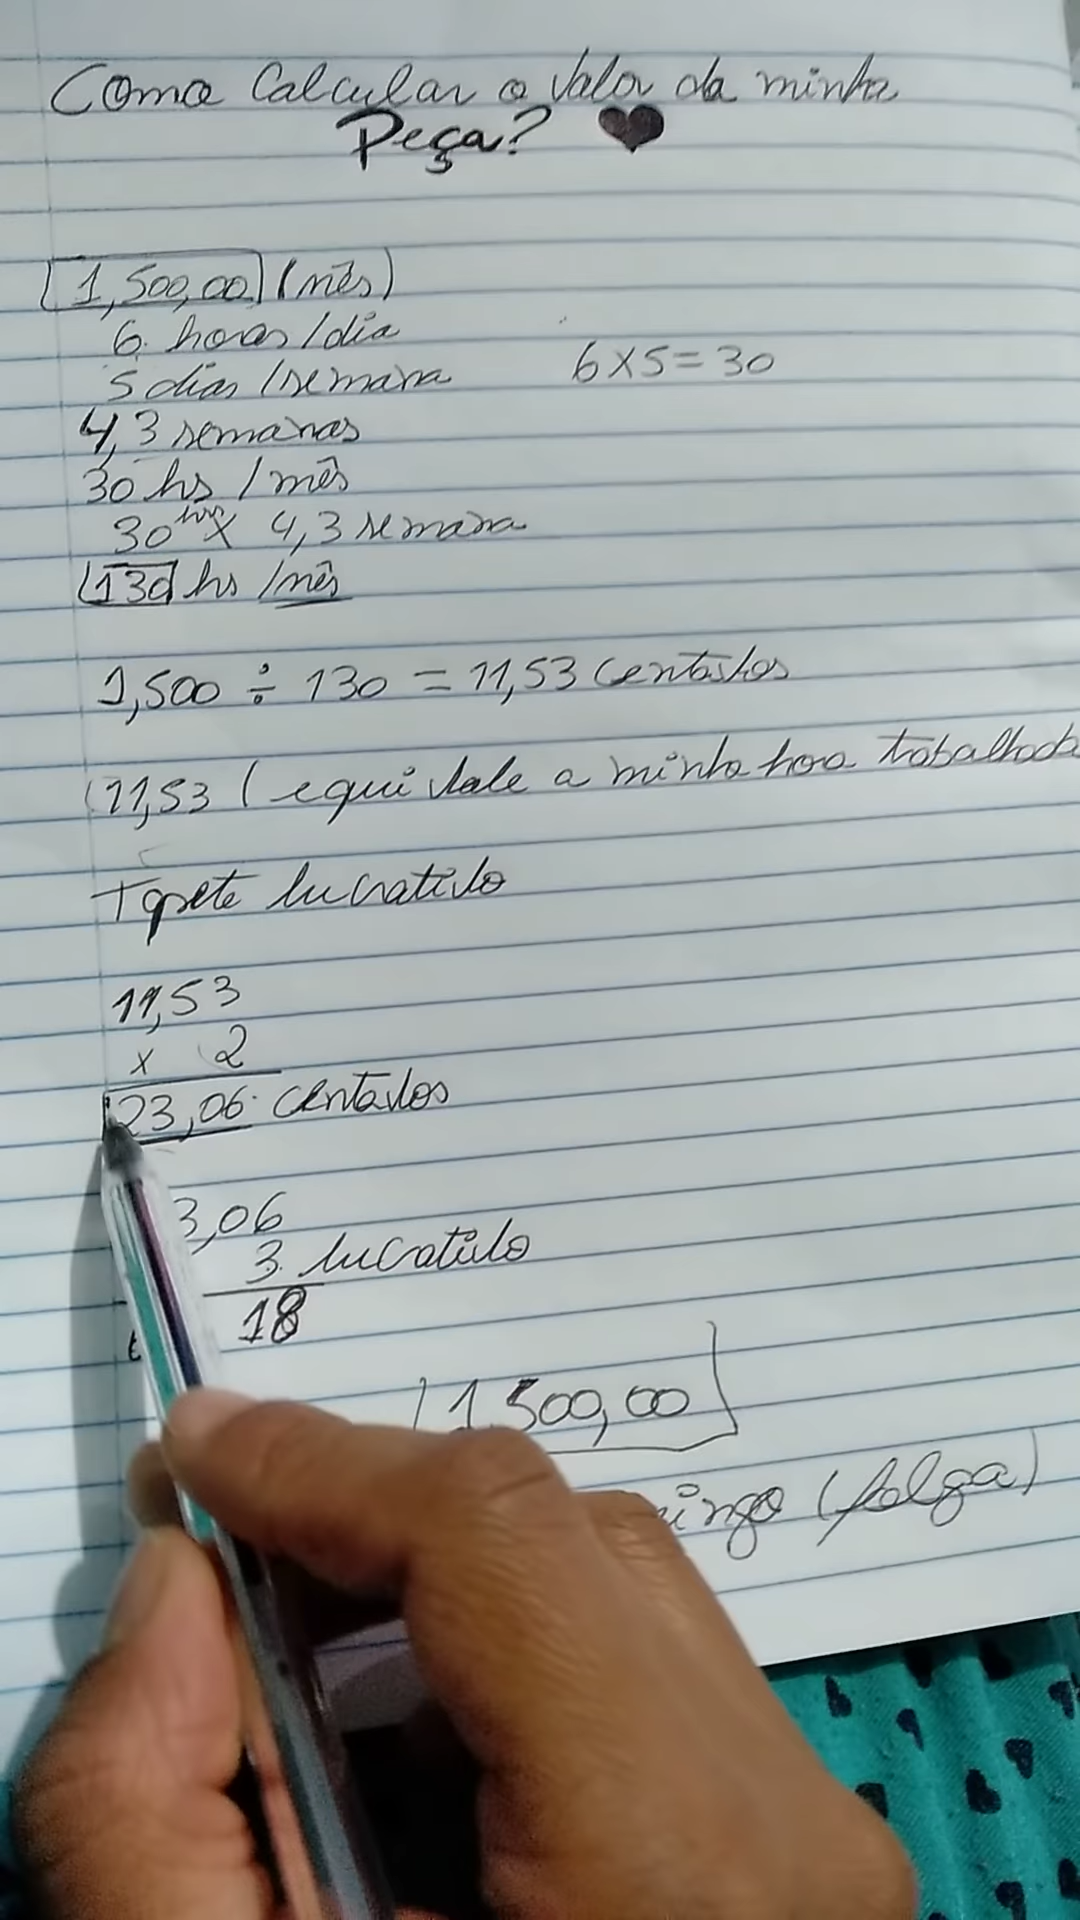 Como Calcular o valor da minha
Peça? ♥
1,500,00 (mês)
6 horas/dia
5 dias/semana 6x5=30
4,3 semanas
30 hs/mês
30 hrs x 4,3 semana
130 hs/mês
1,500 ÷ 130 = 11,53 centavos
11,53 (equivale a minha hora trabalhada
Tapete lucrativo
11,53
x 2
23,06 centavos
3,06
3 lucrativo
18
1500,00
ingo (folga)